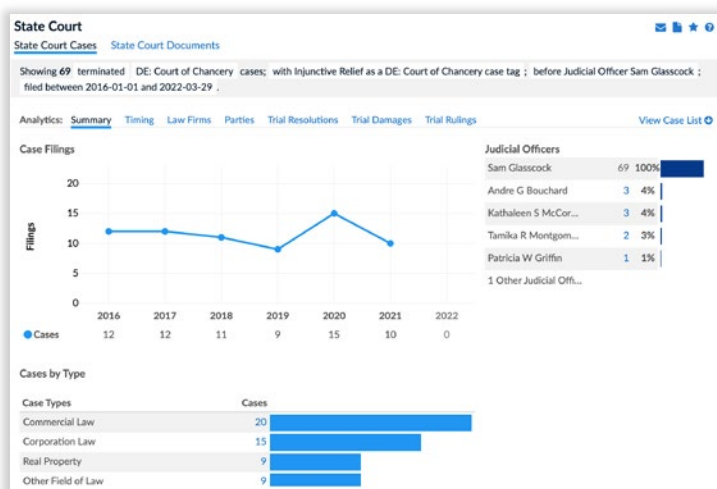 State Court
State Court Cases State Court Documents
Showing 69 terminated DE: Court of Chancery cases; with Injunctive Relief as a DE: Court of Chancery case tag ; before Judicial Officer Sam Glasscock ;
filed between 2016-01-01 and 2022-03-29 .
Analytics: Summary Timing Law Firms Parties Trial Resolutions Trial Damages Trial Rulings View Case List
Case Filings
20
15
10
5
0
Filings
2016 2017 2018 2019 2020 2021 2022
Cases 12 12 11 9 15 10 0
Judicial Officers
Sam Glasscock 69 100%
Andre G Bouchard 3 4%
Kathaleen S McCor... 3 4%
Tamika R Montgom... 2 3%
Patricia W Griffin 1 1%
1 Other Judicial Offi...
Cases by Type
Case Types Cases
Commercial Law 20
Corporation Law 15
Real Property 9
Other Field of Law 9